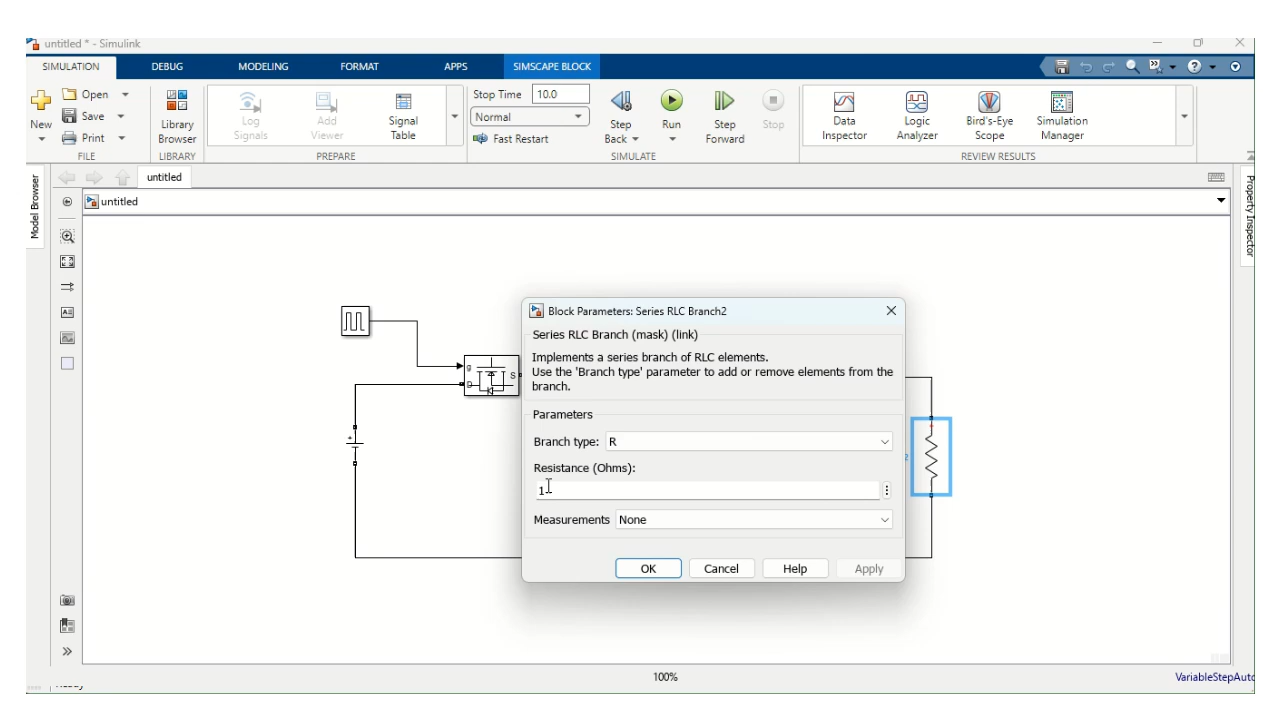 untitled * - Simulink
SIMULATION DEBUG MODELING FORMAT APPS SIMSCAPE BLOCK
New
Open
Save
Print
FILE
Library
Browser
LIBRARY
Log
Signals
Add
Viewer
Signal
Table
PREPARE
Stop Time 10.0
Normal
Fast Restart
Step
Back
Run
Step
Forward
Stop
SIMULATE
Data
Inspector
Logic
Analyzer
Bird's-Eye
Scope
Simulation
Manager
REVIEW RESULTS
Model Browser
untitled
untitled
Property Inspector
g
D
S
+
Block Parameters: Series RLC Branch2
Series RLC Branch (mask) (link)
Implements a series branch of RLC elements.
Use the 'Branch type' parameter to add or remove elements from the
branch.
Parameters
Branch type: R
Resistance (Ohms):
1
Measurements None
OK Cancel Help Apply
+
2
100%
VariableStepAuto